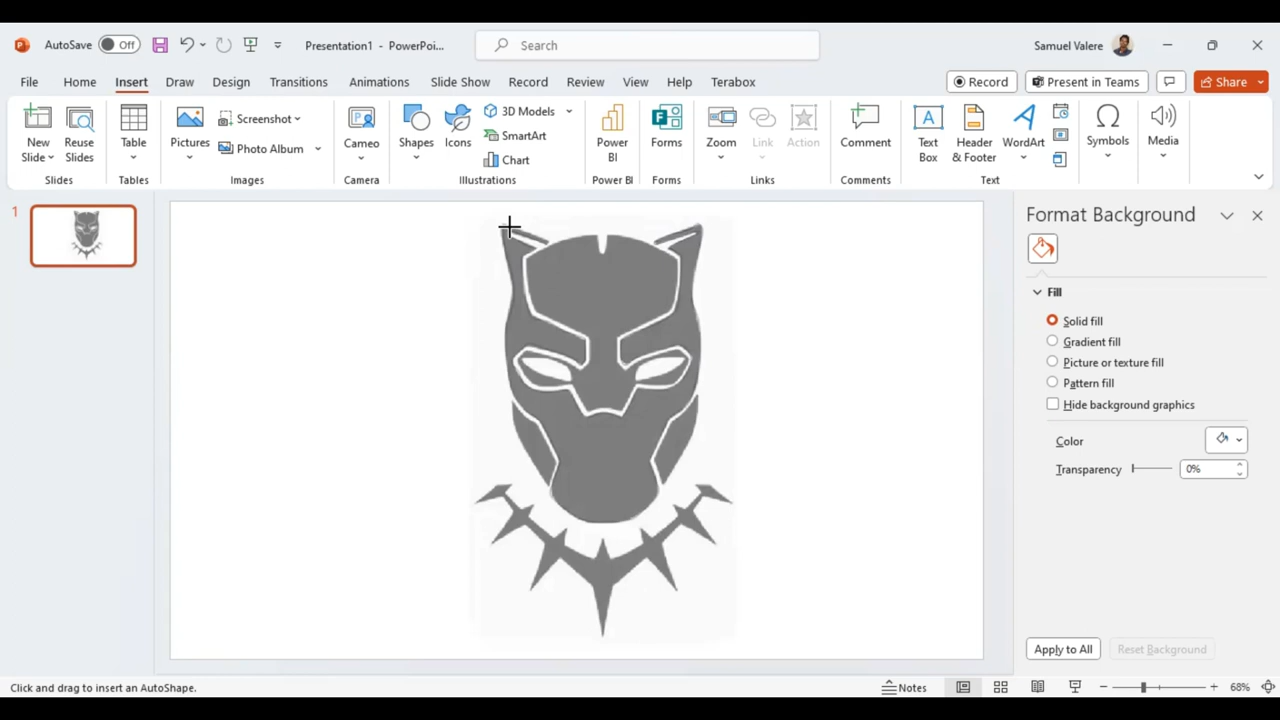 AutoSave Off Presentation1 - PowerPoi... Search Samuel Valere
File Home Insert Draw Design Transitions Animations Slide Show Record Review View Help Terabox Record Present in Teams Share
New Slide
Reuse Slides
Table
Pictures
Screenshot
Photo Album
Cameo
Shapes
Icons
3D Models
SmartArt
Chart
Power BI
Forms
Zoom
Link
Action
Comment
Text Box
Header & Footer
WordArt
Symbols
Media
Slides Tables Images Camera Illustrations Power BI Forms Links Comments Text
1
Format Background
Fill
Solid fill
Gradient fill
Picture or texture fill
Pattern fill
Hide background graphics
Color
Transparency 0%
Apply to All Reset Background
Click and drag to insert an AutoShape. Notes 68%